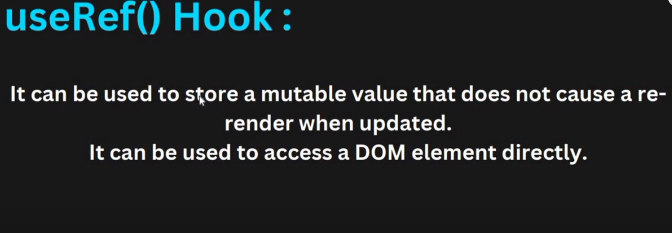 useRef() Hook :
It can be used to store a mutable value that does not cause a re-
render when updated.
It can be used to access a DOM element directly.